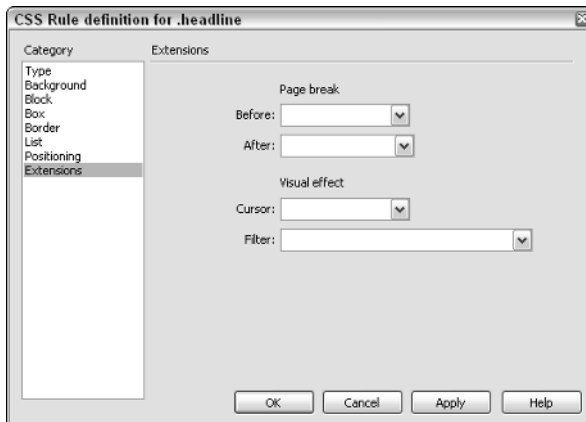 CSS Rule definition for .headline
Category
Type
Background
Block
Box
Border
List
Positioning
Extensions
Extensions
Page break
Before:
After:
Visual effect
Cursor:
Filter:
OK
Cancel
Apply
Help